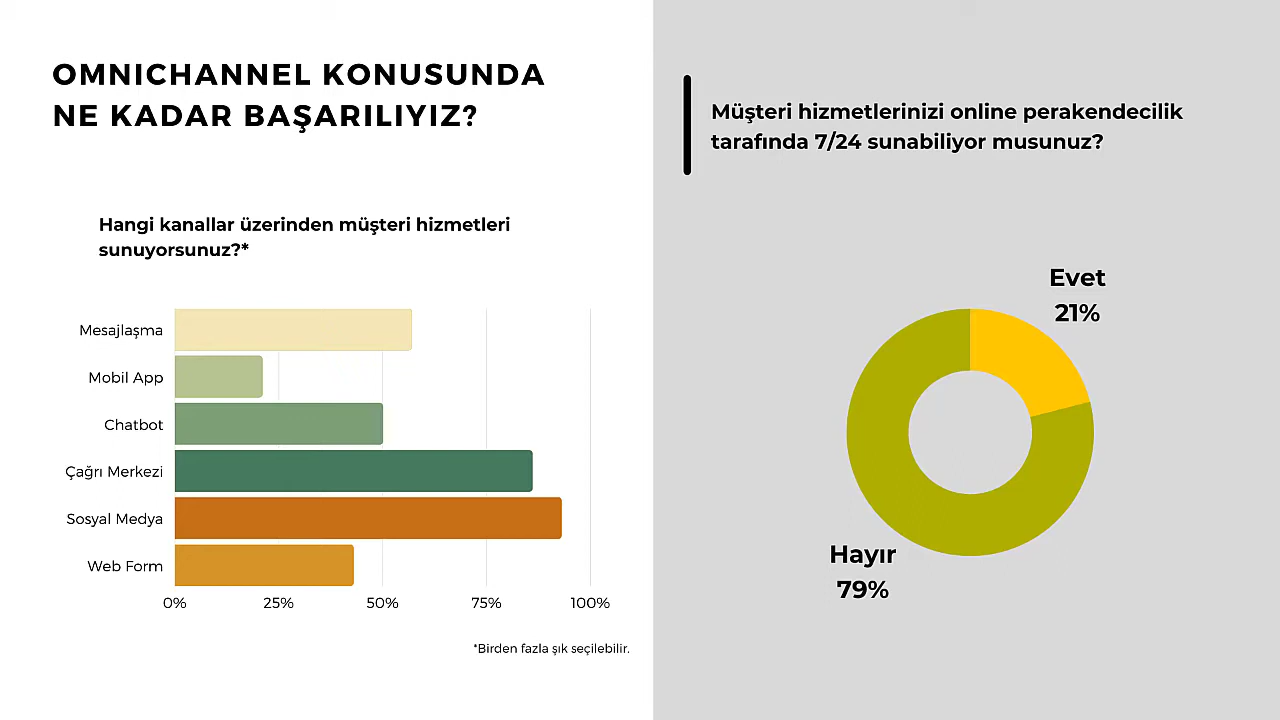 OMNICHANNEL KONUSUNDA
NE KADAR BAŞARILIYIZ?
Hangi kanallar üzerinden müşteri hizmetleri
sunuyorsunuz?*
Mesajlaşma
Mobil App
Chatbot
Çağrı Merkezi
Sosyal Medya
Web Form
0% 25% 50% 75% 100%
*Birden fazla şık seçilebilir.
Müşteri hizmetlerinizi online perakendecilik
tarafında 7/24 sunabiliyor musunuz?
Evet
21%
Hayır
79%